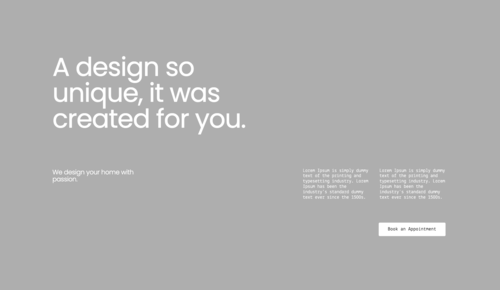 A design so
unique, it was
created for you.
We design your home with
passion.
Lorem Ipsum is simply dummy
text of the printing and
typesetting industry. Lorem
Ipsum has been the
industry's standard dummy
text ever since the 1500s.
Lorem Ipsum is simply dummy
text of the printing and
typesetting industry. Lorem
Ipsum has been the
industry's standard dummy
text ever since the 1500s.
Book an Appointment